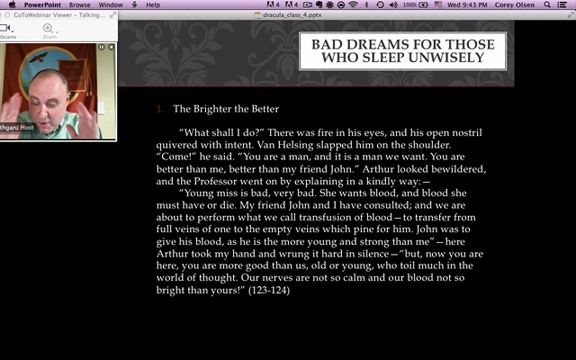 PowerPoint Browse Window Help
100% Wed 9:43 PM Corey Olsen
GoToWebinar Viewer – Talking...
dracula_class_4.pptx
Zoom
thgard Host
BAD DREAMS FOR THOSE
WHO SLEEP UNWISELY
1. The Brighter the Better
“What shall I do?” There was fire in his eyes, and his open nostril
quivered with intent. Van Helsing slapped him on the shoulder.
“Come!” he said. “You are a man, and it is a man we want. You are
better than me, better than my friend John.” Arthur looked bewildered,
and the Professor went on by explaining in a kindly way:—
“Young miss is bad, very bad. She wants blood, and blood she
must have or die. My friend John and I have consulted; and we are
about to perform what we call transfusion of blood—to transfer from
full veins of one to the empty veins which pine for him. John was to
give his blood, as he is the more young and strong than me”—here
Arthur took my hand and wrung it hard in silence—“but, now you are
here, you are more good than us, old or young, who toil much in the
world of thought. Our nerves are not so calm and our blood not so
bright than yours!” (123-124)